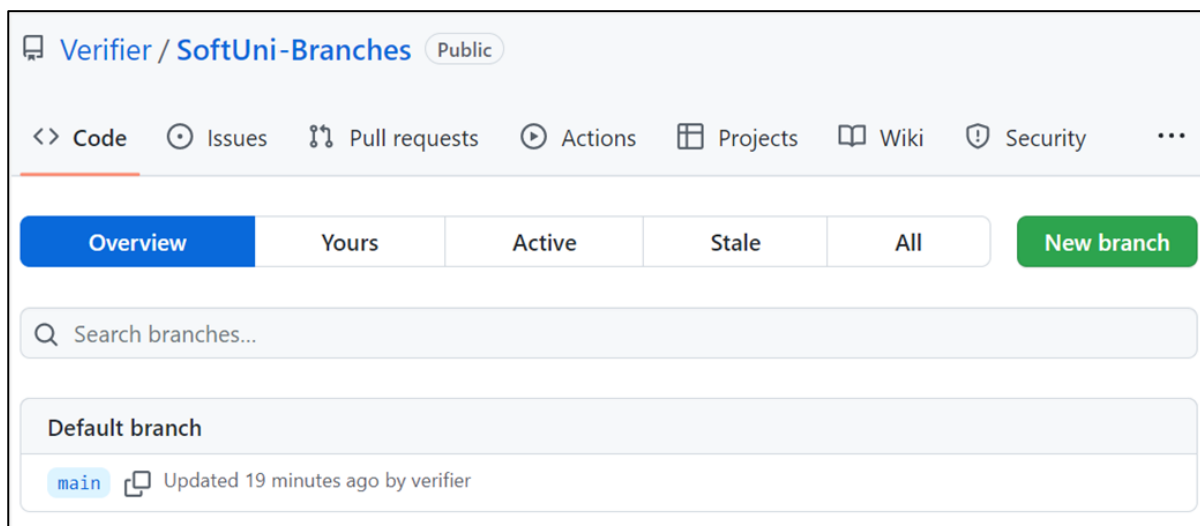 Verifier / SoftUni-Branches Public
Code Issues Pull requests Actions Projects Wiki Security ...
Overview Yours Active Stale All New branch
Search branches...
Default branch
main Updated 19 minutes ago by verifier